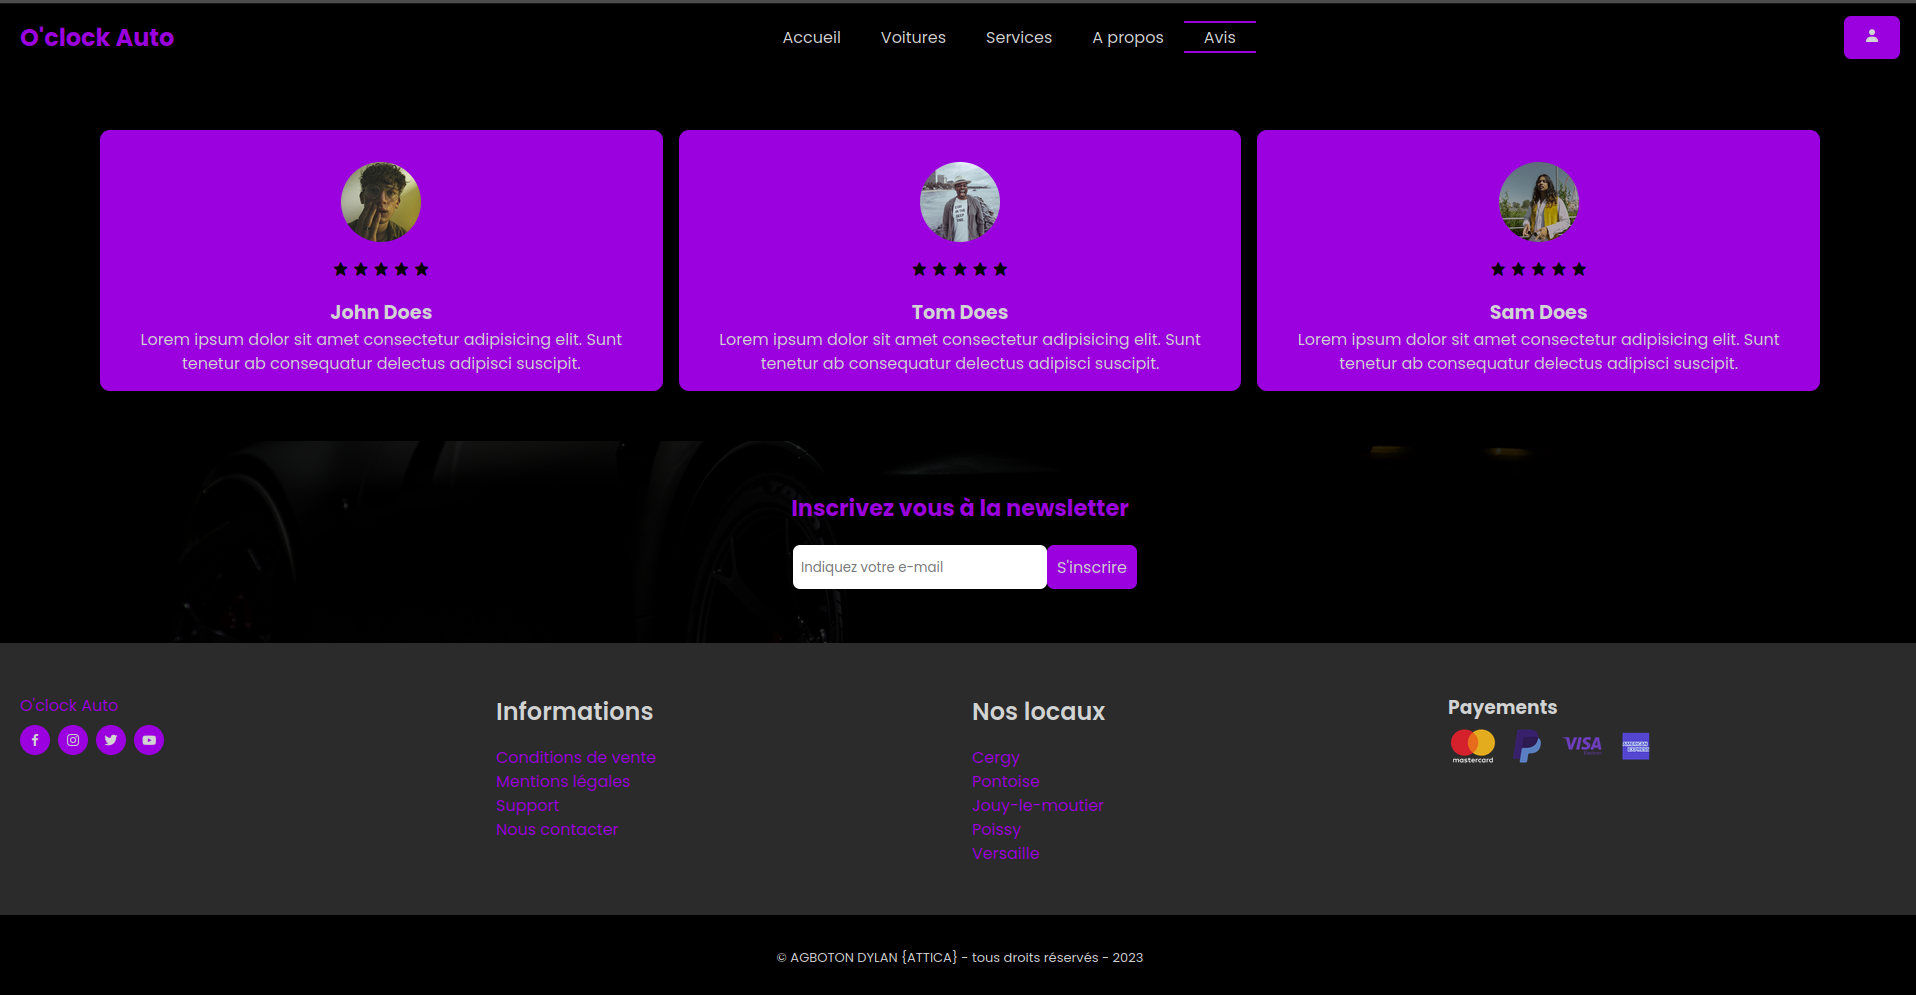 O'clock Auto
Accueil
Voitures
Services
A propos
Avis
John Does
Lorem ipsum dolor sit amet consectetur adipisicing elit. Sunt
tenetur ab consequatur delectus adipisci suscipit.
Tom Does
Lorem ipsum dolor sit amet consectetur adipisicing elit. Sunt
tenetur ab consequatur delectus adipisci suscipit.
Sam Does
Lorem ipsum dolor sit amet consectetur adipisicing elit. Sunt
tenetur ab consequatur delectus adipisci suscipit.
Inscrivez vous à la newsletter
Indiquez votre e-mail
S'inscrire
O'clock Auto
Informations
Conditions de vente
Mentions légales
Support
Nous contacter
Nos locaux
Cergy
Pontoise
Jouy-le-moutier
Poissy
Versaille
Payements
mastercard
VISA
AMERICAN
EXPRESS
© AGBOTON DYLAN {ATTICA} - tous droits réservés - 2023